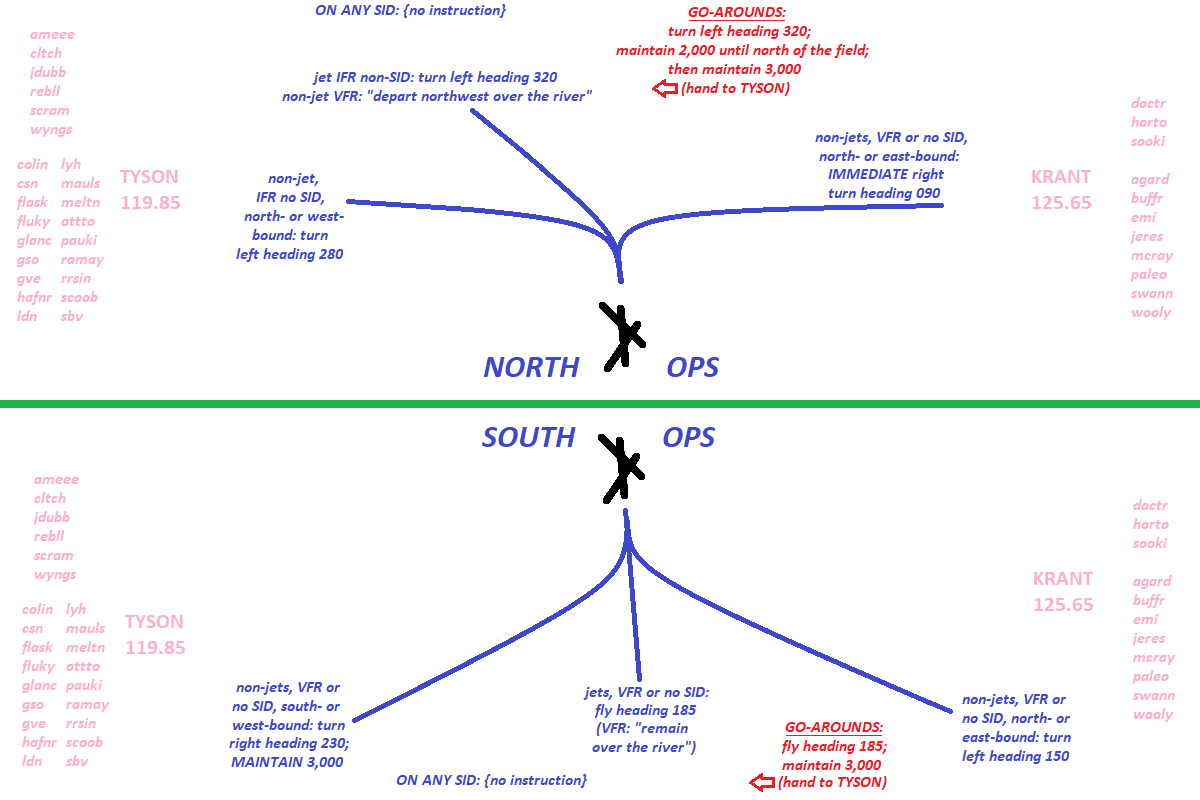 ON ANY SID: {no instruction}
GO-AROUNDS:
turn left heading 320;
maintain 2,000 until north of the field;
then maintain 3,000
(hand to TYSON)
ameee
cltch
jdubb
rebll
scram
wyngs
jet IFR non-SID: turn left heading 320
non-jet VFR: "depart northwest over the river"
colin lyh
csn mauls
flask meltn
fluky ottto
glanc pauki
gso ramay
gve rrsin
hafnr scoob
ldn sbv
TYSON
119.85
non-jet,
IFR no SID,
north- or west-
bound: turn
left heading 280
non-jets, VFR or no SID,
north- or east-bound:
IMMEDIATE right
turn heading 090
KRANT
125.65
doctr
horto
sooki
agard
buffr
emi
jeres
mcray
paleo
swann
wooly
NORTH OPS
SOUTH OPS
ameee
cltch
jdubb
rebll
scram
wyngs
colin lyh
csn mauls
flask meltn
fluky ottto
glanc pauki
gso ramay
gve rrsin
hafnr scoob
ldn sbv
TYSON
119.85
non-jets, VFR or
no SID, south- or
west-bound: turn
right heading 230;
MAINTAIN 3,000
jets, VFR or no SID:
fly heading 185
(VFR: "remain
over the river")
ON ANY SID: {no instruction}
GO-AROUNDS:
fly heading 185;
maintain 3,000
(hand to TYSON)
non-jets, VFR or
no SID, north- or
east-bound: turn
left heading 150
KRANT
125.65
doctr
horto
sooki
agard
buffr
emi
jeres
mcray
paleo
swann
wooly